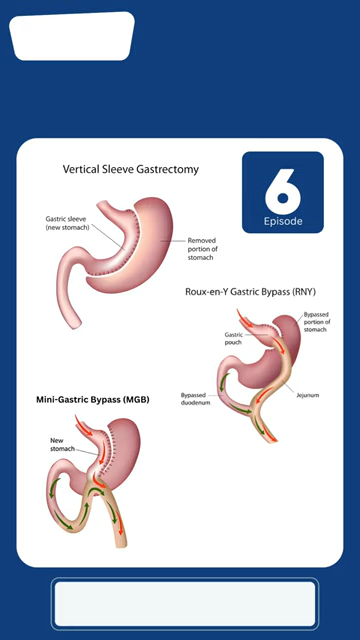 Vertical Sleeve Gastrectomy
6
Episode
Gastric sleeve
(new stomach)
Removed
portion of
stomach
Roux-en-Y Gastric Bypass (RNY)
Bypassed
portion of
stomach
Gastric
pouch
Bypassed
duodenum
Jejunum
Mini-Gastric Bypass (MGB)
New
stomach